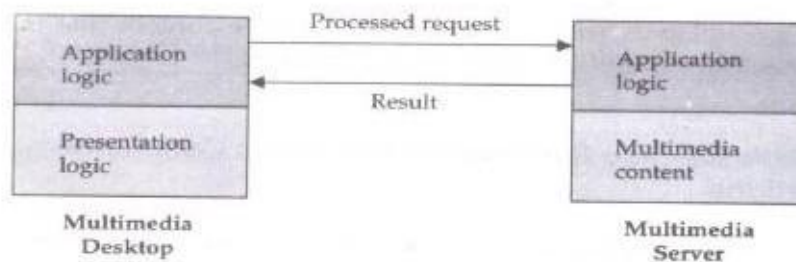 Processed request
Application
logic
Application
logic
Result
Presentation
logic
Multimedia
content
Multimedia
Desktop
Multimedia
Server